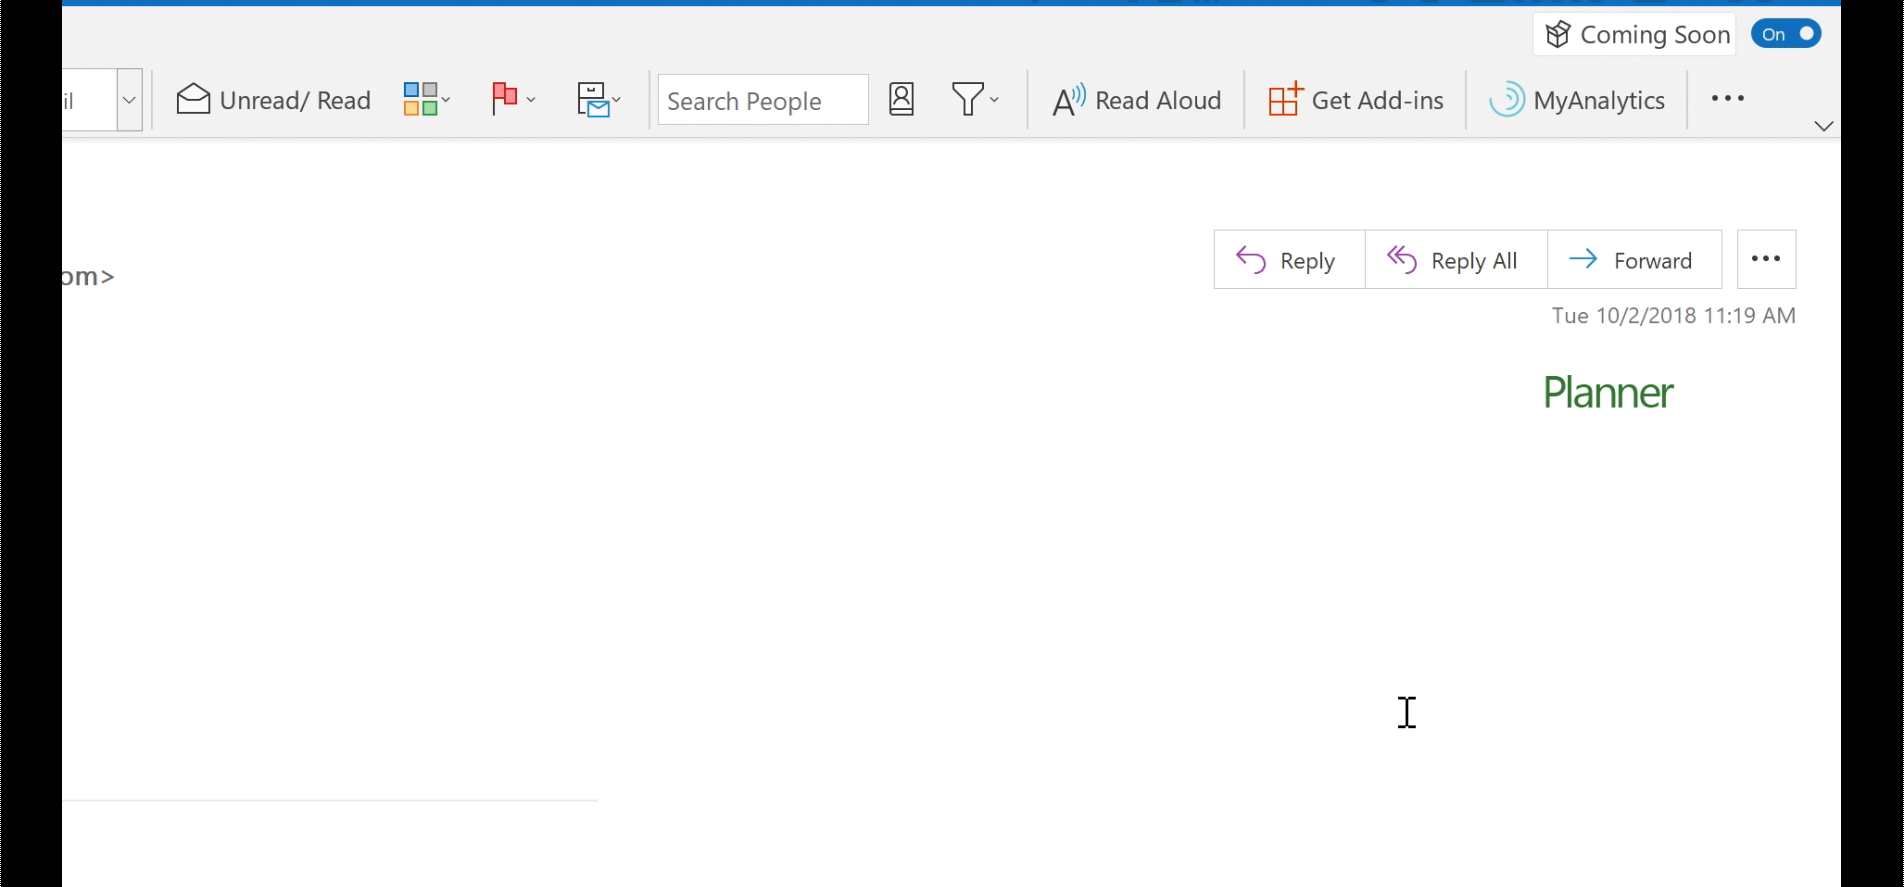 Coming Soon On
il Unread/ Read Search People Read Aloud Get Add-ins MyAnalytics
Reply Reply All Forward
om>
Tue 10/2/2018 11:19 AM
Planner